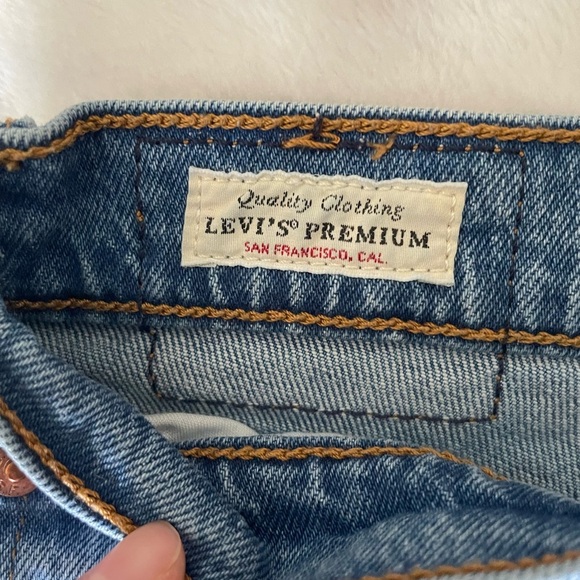 Quality Clothing
LEVI'S® PREMIUM
SAN FRANCISCO, CAL.